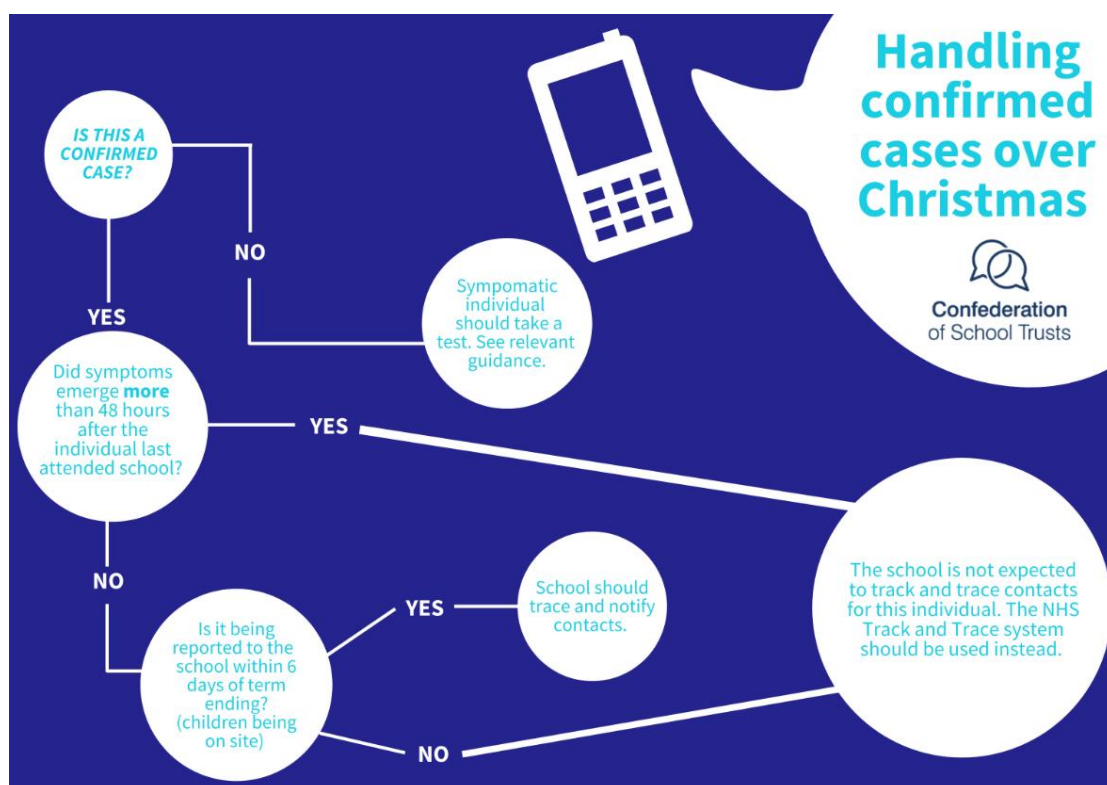 Handling
confirmed
cases over
Christmas
Confederation
of School Trusts
IS THIS A
CONFIRMED
CASE?
NO
Sympomatic
individual
should take a
test. See relevant
guidance.
YES
Did symptoms
emerge more
than 48 hours
after the
individual last
attended school?
YES
The school is not expected
to track and trace contacts
for this individual. The NHS
Track and Trace system
should be used instead.
NO
Is it being
reported to the
school within 6
days of term
ending?
(children being
on site)
YES
School should
trace and notify
contacts.
NO